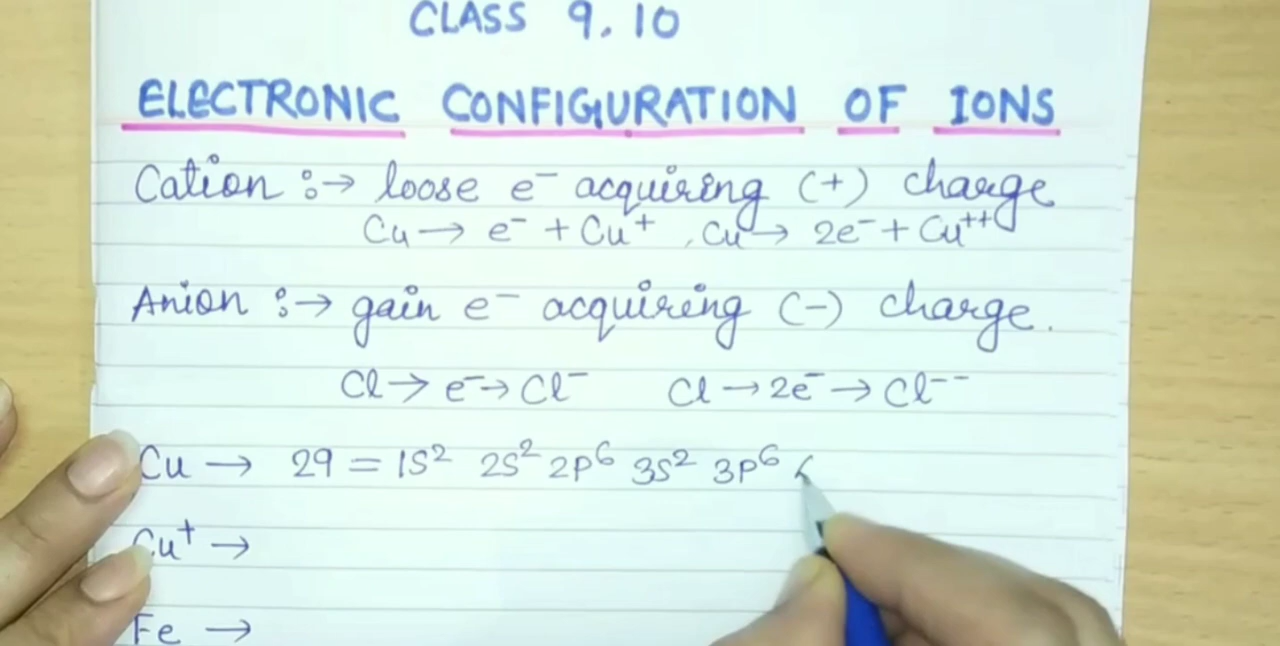 CLASS 9, 10
ELECTRONIC CONFIGURATION OF IONS
Cation :→ loose e⁻ acquiring (+) charge
Cu → e⁻ + Cu⁺ , Cu → 2e⁻ + Cu⁺⁺
Anion :→ gain e⁻ acquiring (-) charge.
Cl → e⁻ → Cl⁻ Cl → 2e⁻ → Cl⁻⁻
Cu → 29 = 1S² 2S² 2P⁶ 3S² 3P⁶
Cu⁺ →
Fe →